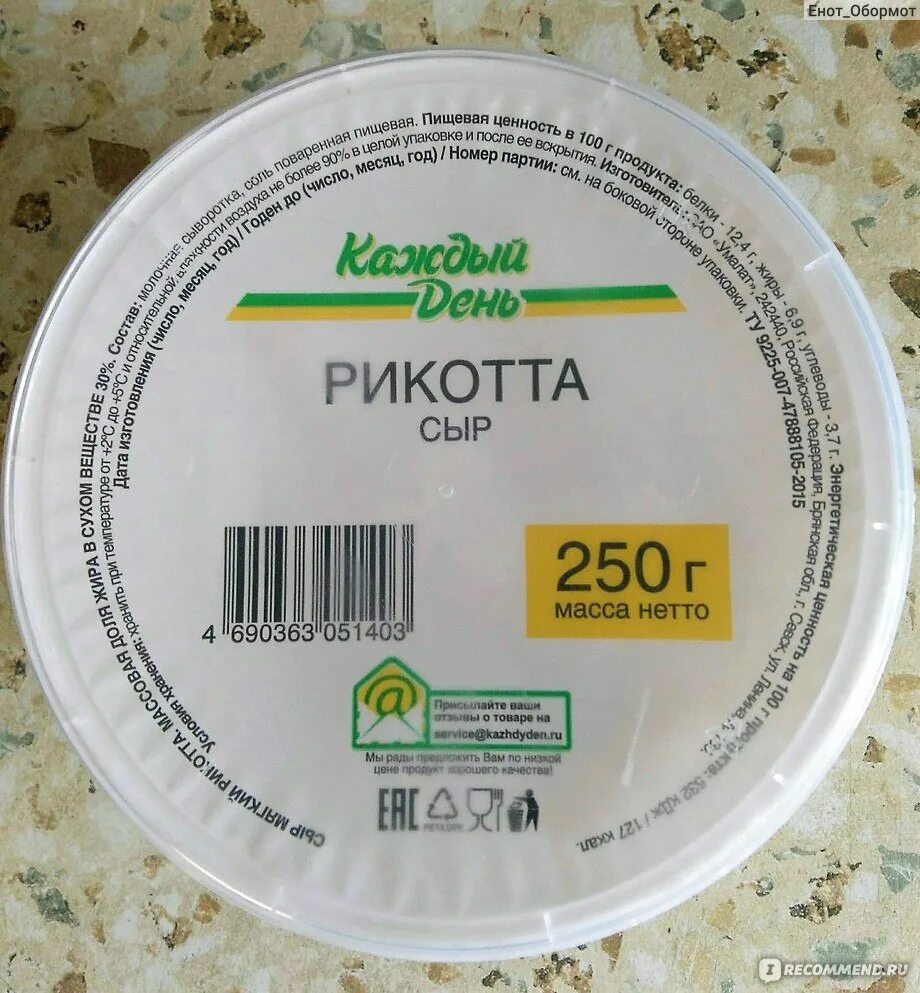 Енот_Обормот
СЫР МЯГКИЙ РИКОТТА. МАССОВАЯ ДОЛЯ ЖИРА В СУХОМ ВЕЩЕСТВЕ 30%. Состав: молочная сыворотка, соль поваренная пищевая. Пищевая ценность в 100 г продукта: белки - 12,4 г, жиры - 6,9 г, углеводы - 3,7 г. Энергетическая ценность на 100 г продукта: 532 кДж / 127 ккал.
Условия хранения: хранить при температуре от +2°С до +5°С и относительной влажности воздуха не более 90% в целой упаковке и после ее вскрытия. Изготовитель: ЗАО «Умалат», 242440, Российская Федерация, Брянская обл., г. Севск, ул. Ленина,
Дата изготовления (число, месяц, год) / Годен до (число, месяц, год) / Номер партии: см. на боковой стороне упаковки. ТУ 9225-007-47888105-2015
Каждый
День
РИКОТТА
СЫР
250 г
масса нетто
4 690363 051403
Присылайте ваши
отзывы о товаре на
service@kazhdyden.ru
Мы рады предложить Вам по низкой
цене продукт хорошего качества!
EAC
IRECOMMEND.RU